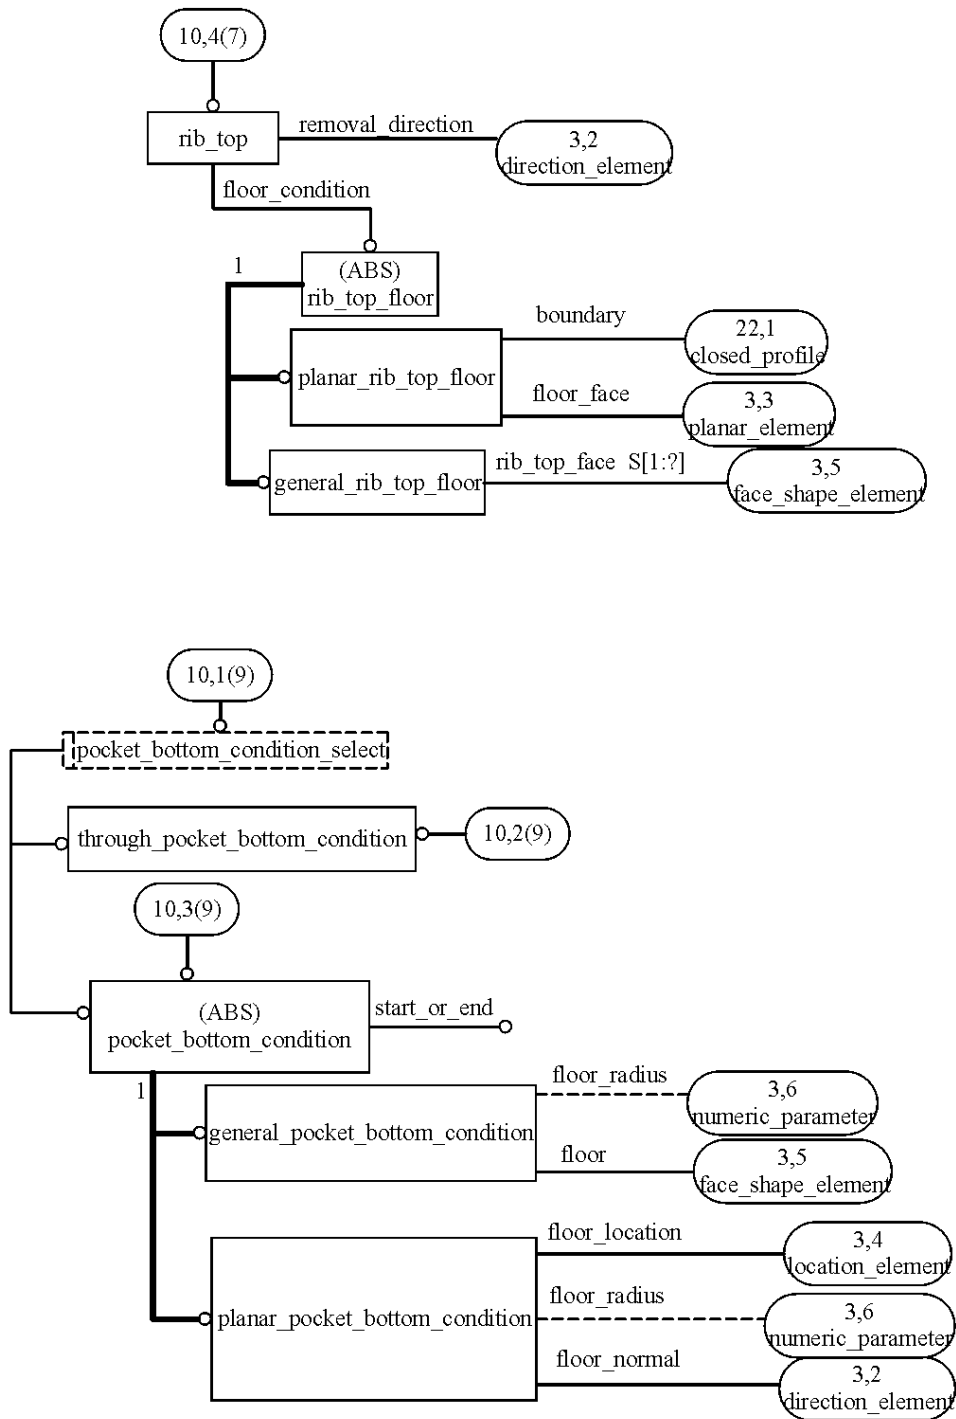 10,4(7)
rib_top
removal_direction
3,2
direction_element
floor_condition
1
(ABS)
rib_top_floor
boundary
22,1
closed_profile
planar_rib_top_floor
floor_face
3,3
planar_element
general_rib_top_floor
rib_top_face S[1:?]
3,5
face_shape_element
10,1(9)
pocket_bottom_condition_select
through_pocket_bottom_condition
10,2(9)
10,3(9)
(ABS)
pocket_bottom_condition
start_or_end
1
general_pocket_bottom_condition
floor_radius
3,6
numeric_parameter
floor
3,5
face_shape_element
planar_pocket_bottom_condition
floor_location
3,4
location_element
floor_radius
3,6
numeric_parameter
floor_normal
3,2
direction_element